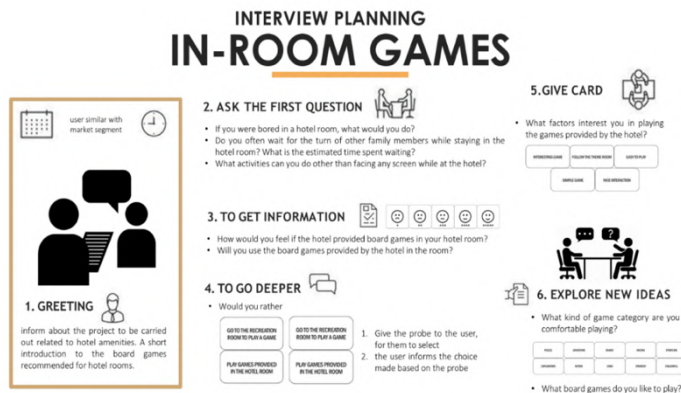 INTERVIEW PLANNING
IN-ROOM GAMES
user similar with
market segment
1. GREETING
inform about the project to be carried
out related to hotel amenities. A short
introduction to the board games
recommended for hotel rooms.
2. ASK THE FIRST QUESTION
• If you were bored in a hotel room, what would you do?
• Do you often wait for the turn of other family members while staying in the
hotel room? What is the estimated time spent waiting?
• What activities can you do other than facing any screen while at the hotel?
3. TO GET INFORMATION
• How would you feel if the hotel provided board games in your hotel room?
• Will you use the board games provided by the hotel in the room?
4. TO GO DEEPER
• Would you rather
GO TO THE RECREATION
ROOM TO PLAY A GAME
GO TO THE RECREATION
ROOM TO PLAY A GAME
PLAY GAMES PROVIDED
IN THE HOTEL ROOM
PLAY GAMES PROVIDED
IN THE HOTEL ROOM
1. Give the probe to the user,
for them to select
2. the user informs the choice
made based on the probe
5.GIVE CARD
• What factors interest you in playing
the games provided by the hotel?
INTERESTING GAME
FOLLOW THE THEME ROOM
EASY TO PLAY
SIMPLE GAME
6. EXPLORE NEW IDEAS
• What kind of game category are you
comfortable playing?
• What board games do you like to play?